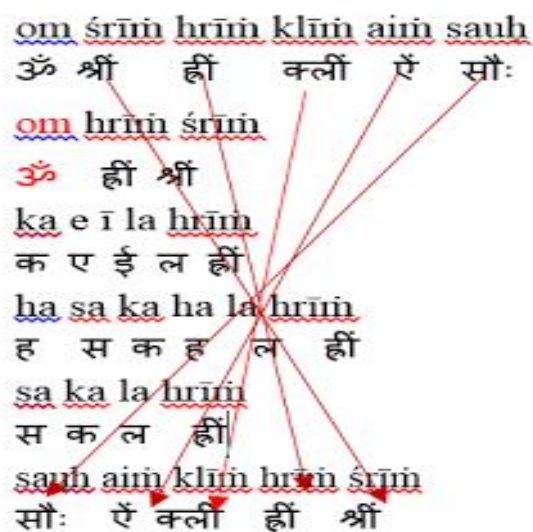 om śrīṁ hrīṁ klīṁ aiṁ sauḥ
ॐ श्रीं ह्रीं क्लीं ऐं सौः
om hrīṁ śrīṁ
ॐ ह्रीं श्रीं
ka e ī la hrīṁ
क ए ई ल ह्रीं
ha sa ka ha la hrīṁ
ह स क ह ल ह्रीं
sa ka la hrīṁ
स क ल ह्रीं
sauḥ aiṁ klīṁ hrīṁ śrīṁ
सौः ऐं क्लीं ह्रीं श्रीं